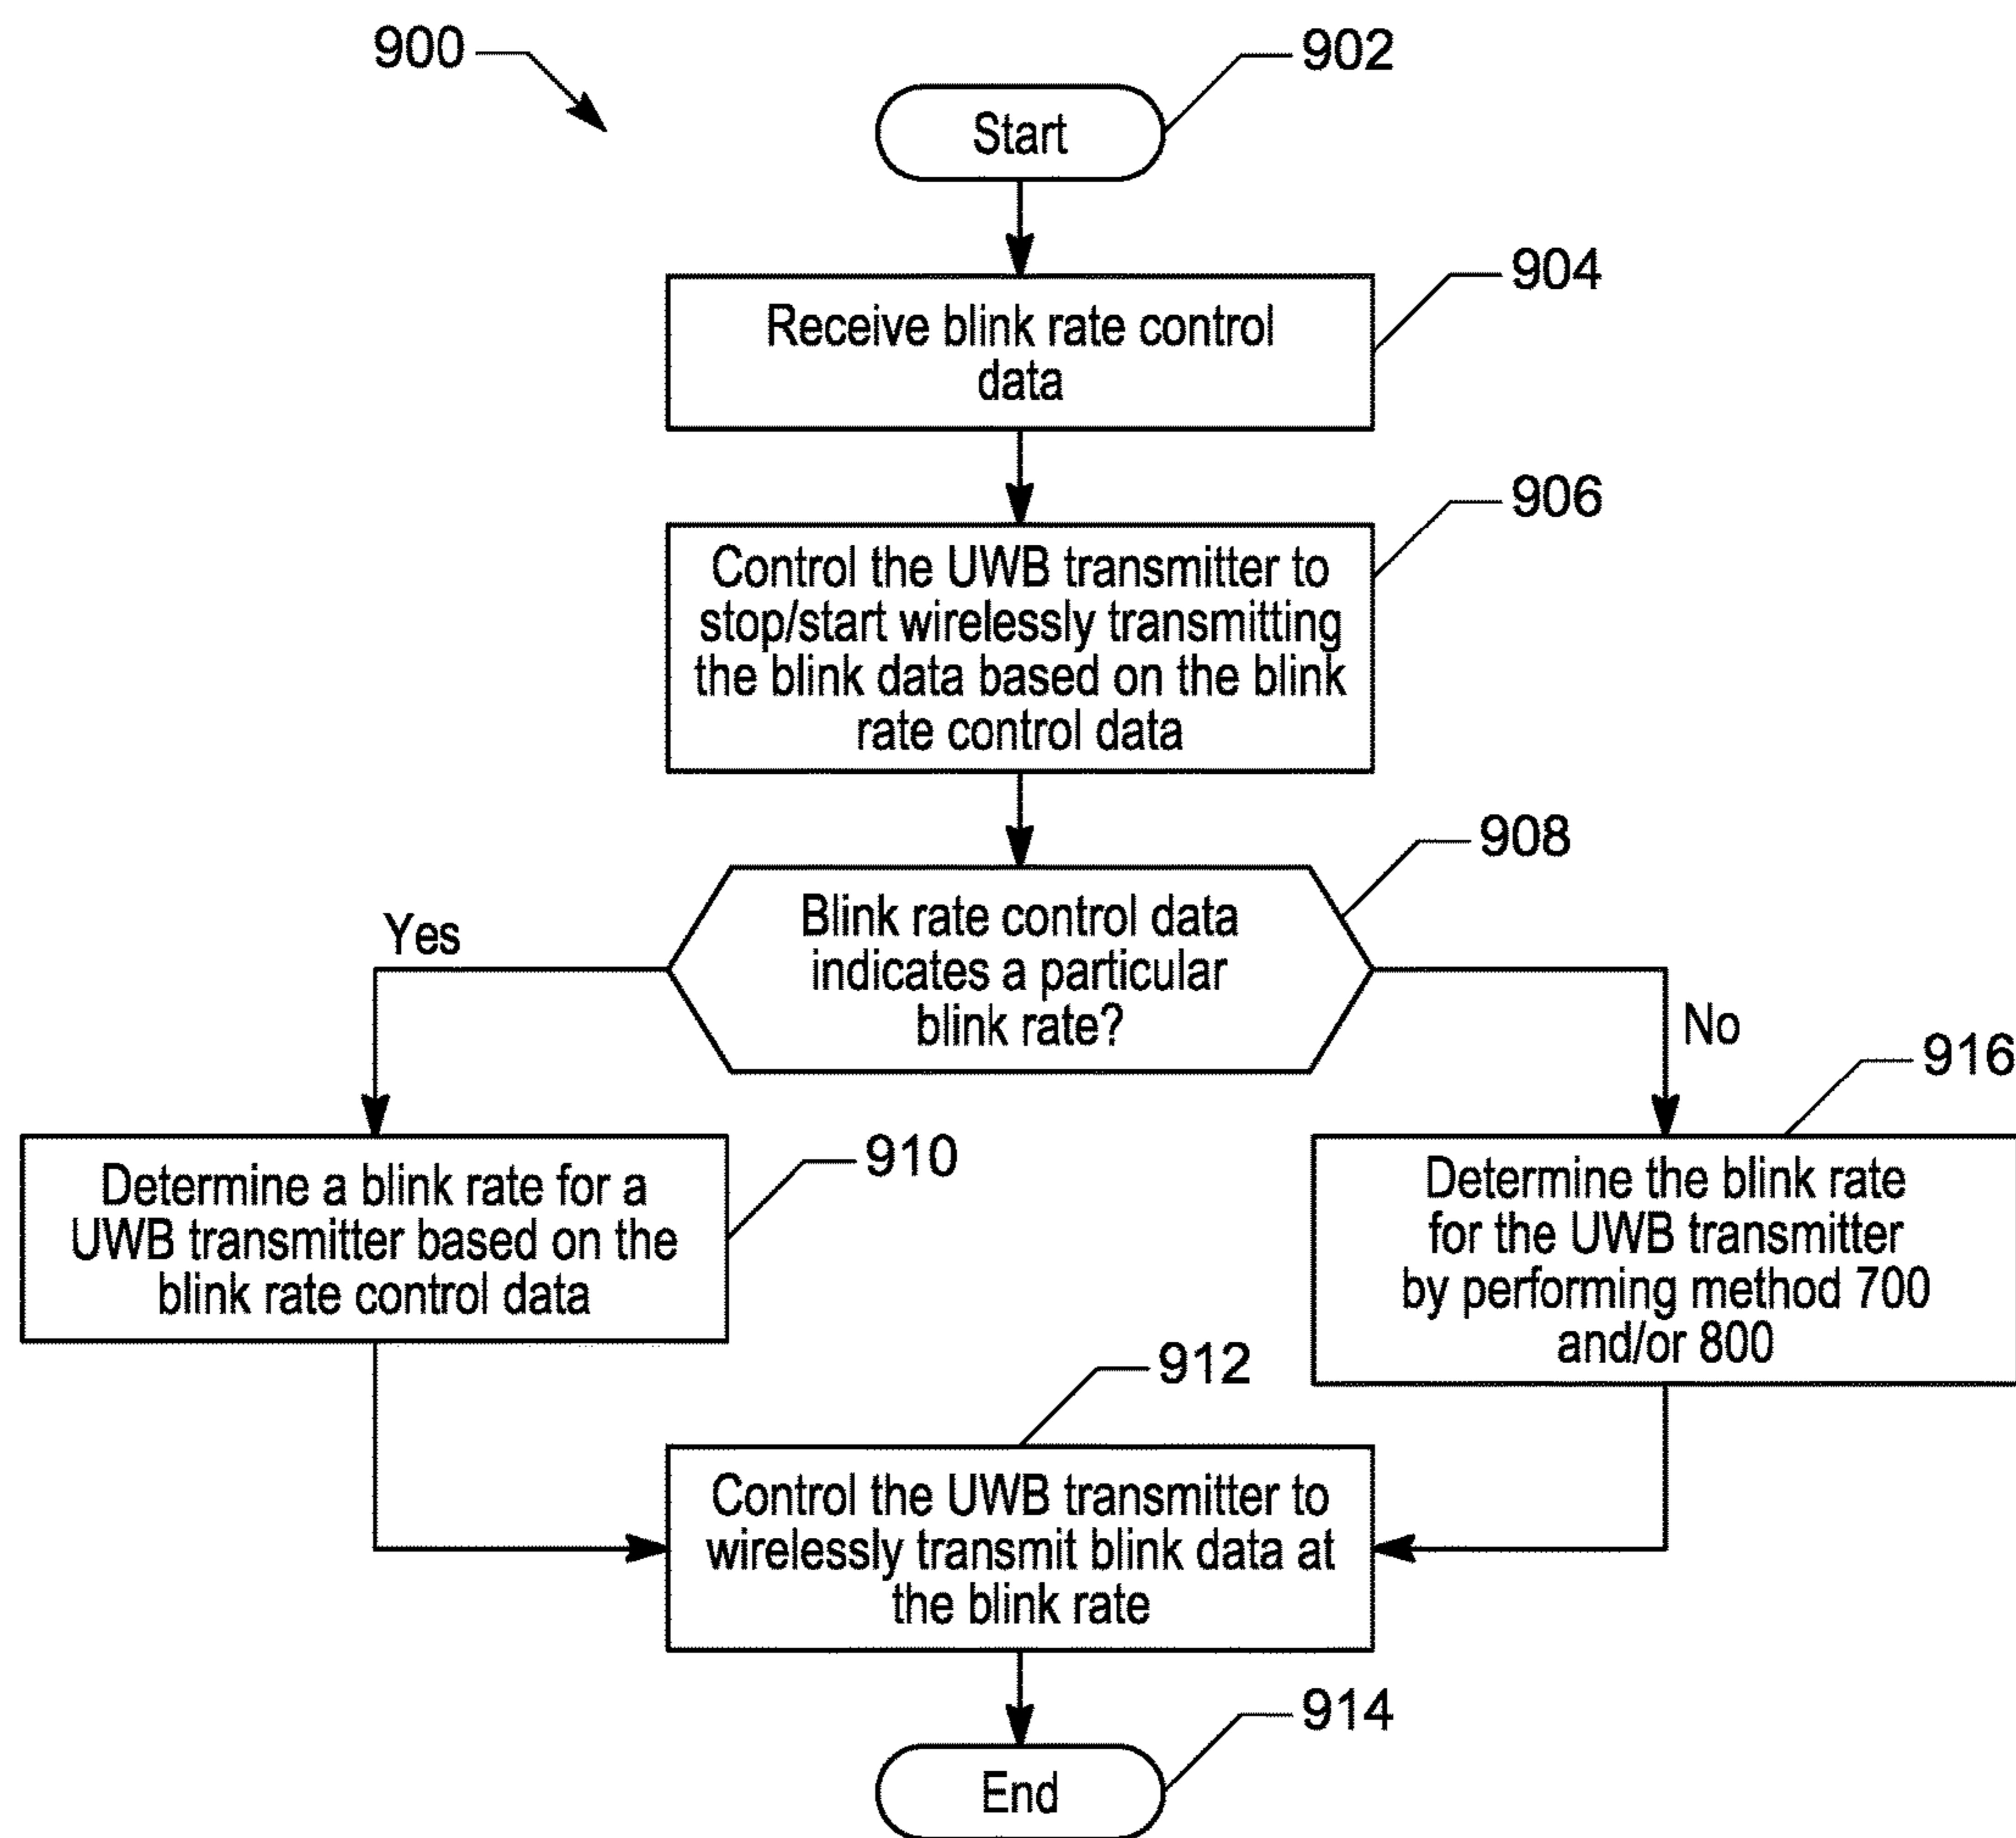 900
902
Start
904
Receive blink rate control
data
906
Control the UWB transmitter to
stop/start wirelessly transmitting
the blink data based on the blink
rate control data
908
Blink rate control data
indicates a particular
blink rate?
Yes
No
916
910
Determine a blink rate for a
UWB transmitter based on the
blink rate control data
Determine the blink rate
for the UWB transmitter
by performing method 700
and/or 800
912
Control the UWB transmitter to
wirelessly transmit blink data at
the blink rate
914
End